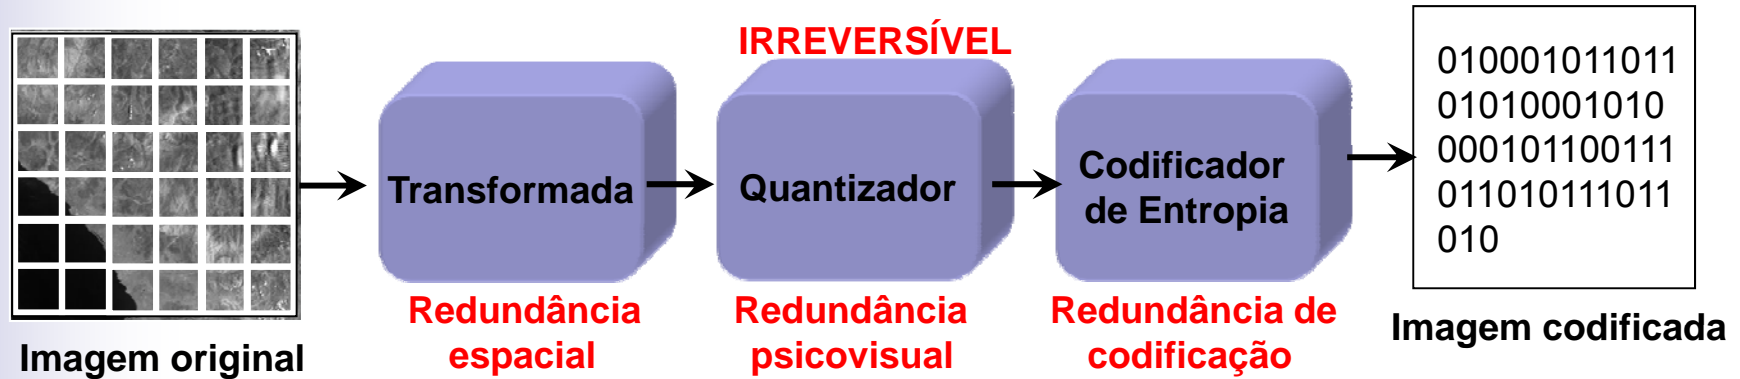 IRREVERSÍVEL
Transformada
Quantizador
Codificador
de Entropia
010001011011
01010001010
000101100111
011010111011
010
Redundância
espacial
Redundância
psicovisual
Redundância de
codificação
Imagem original
Imagem codificada